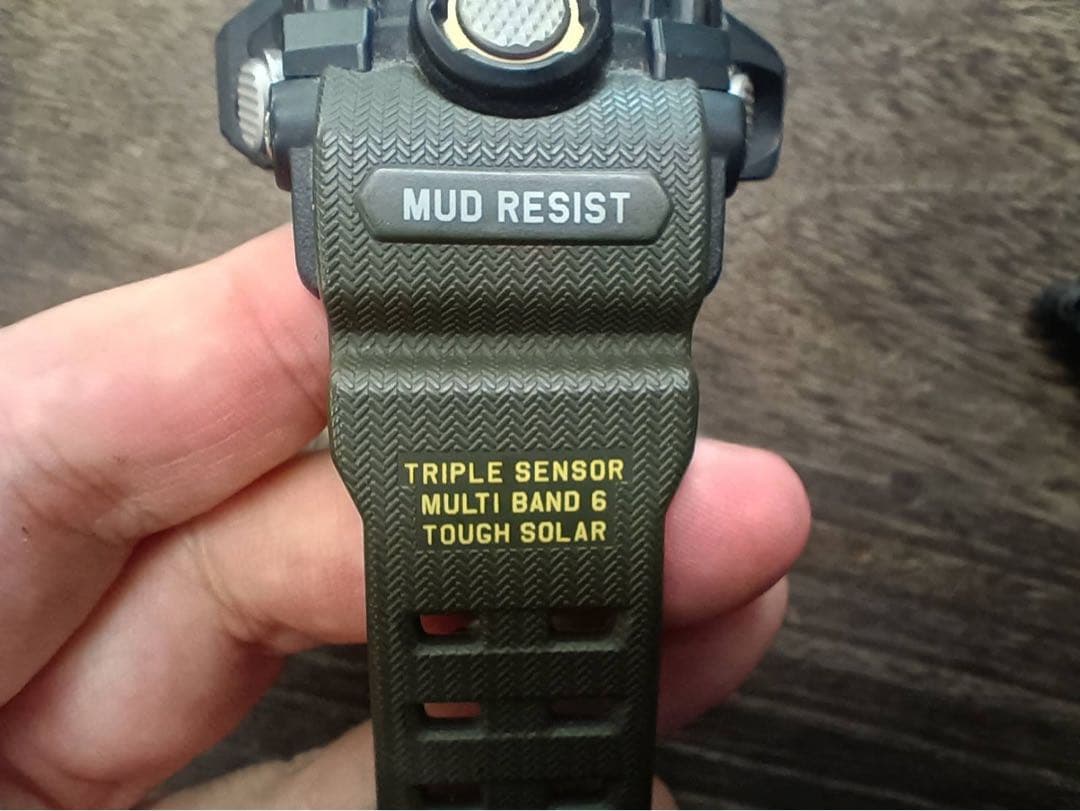 MUD RESIST
TRIPLE SENSOR
MULTI BAND 6
TOUGH SOLAR